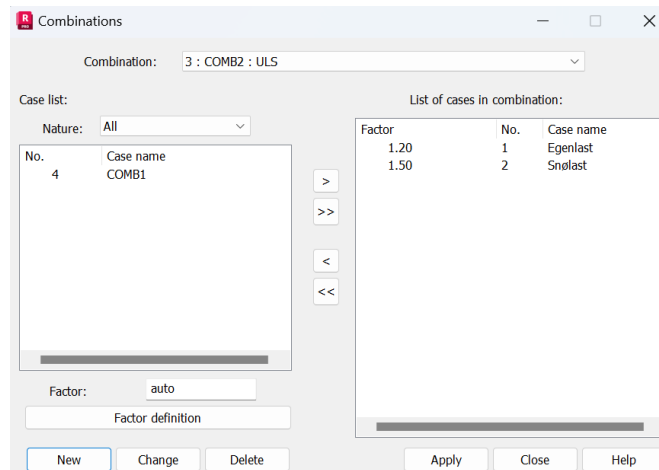 R
PRO
Combinations
Combination: 3 : COMB2 : ULS
Case list:
Nature: All
No. Case name
4 COMB1
>
>>
<
<<
Factor: auto
Factor definition
New Change Delete
List of cases in combination:
Factor No. Case name
1.20 1 Egenlast
1.50 2 Snølast
Apply Close Help